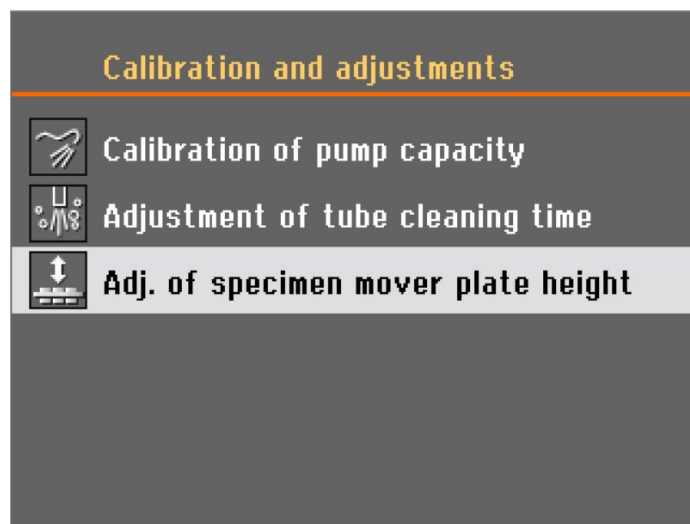 Calibration and adjustments
Calibration of pump capacity
Adjustment of tube cleaning time
Adj. of specimen mover plate height